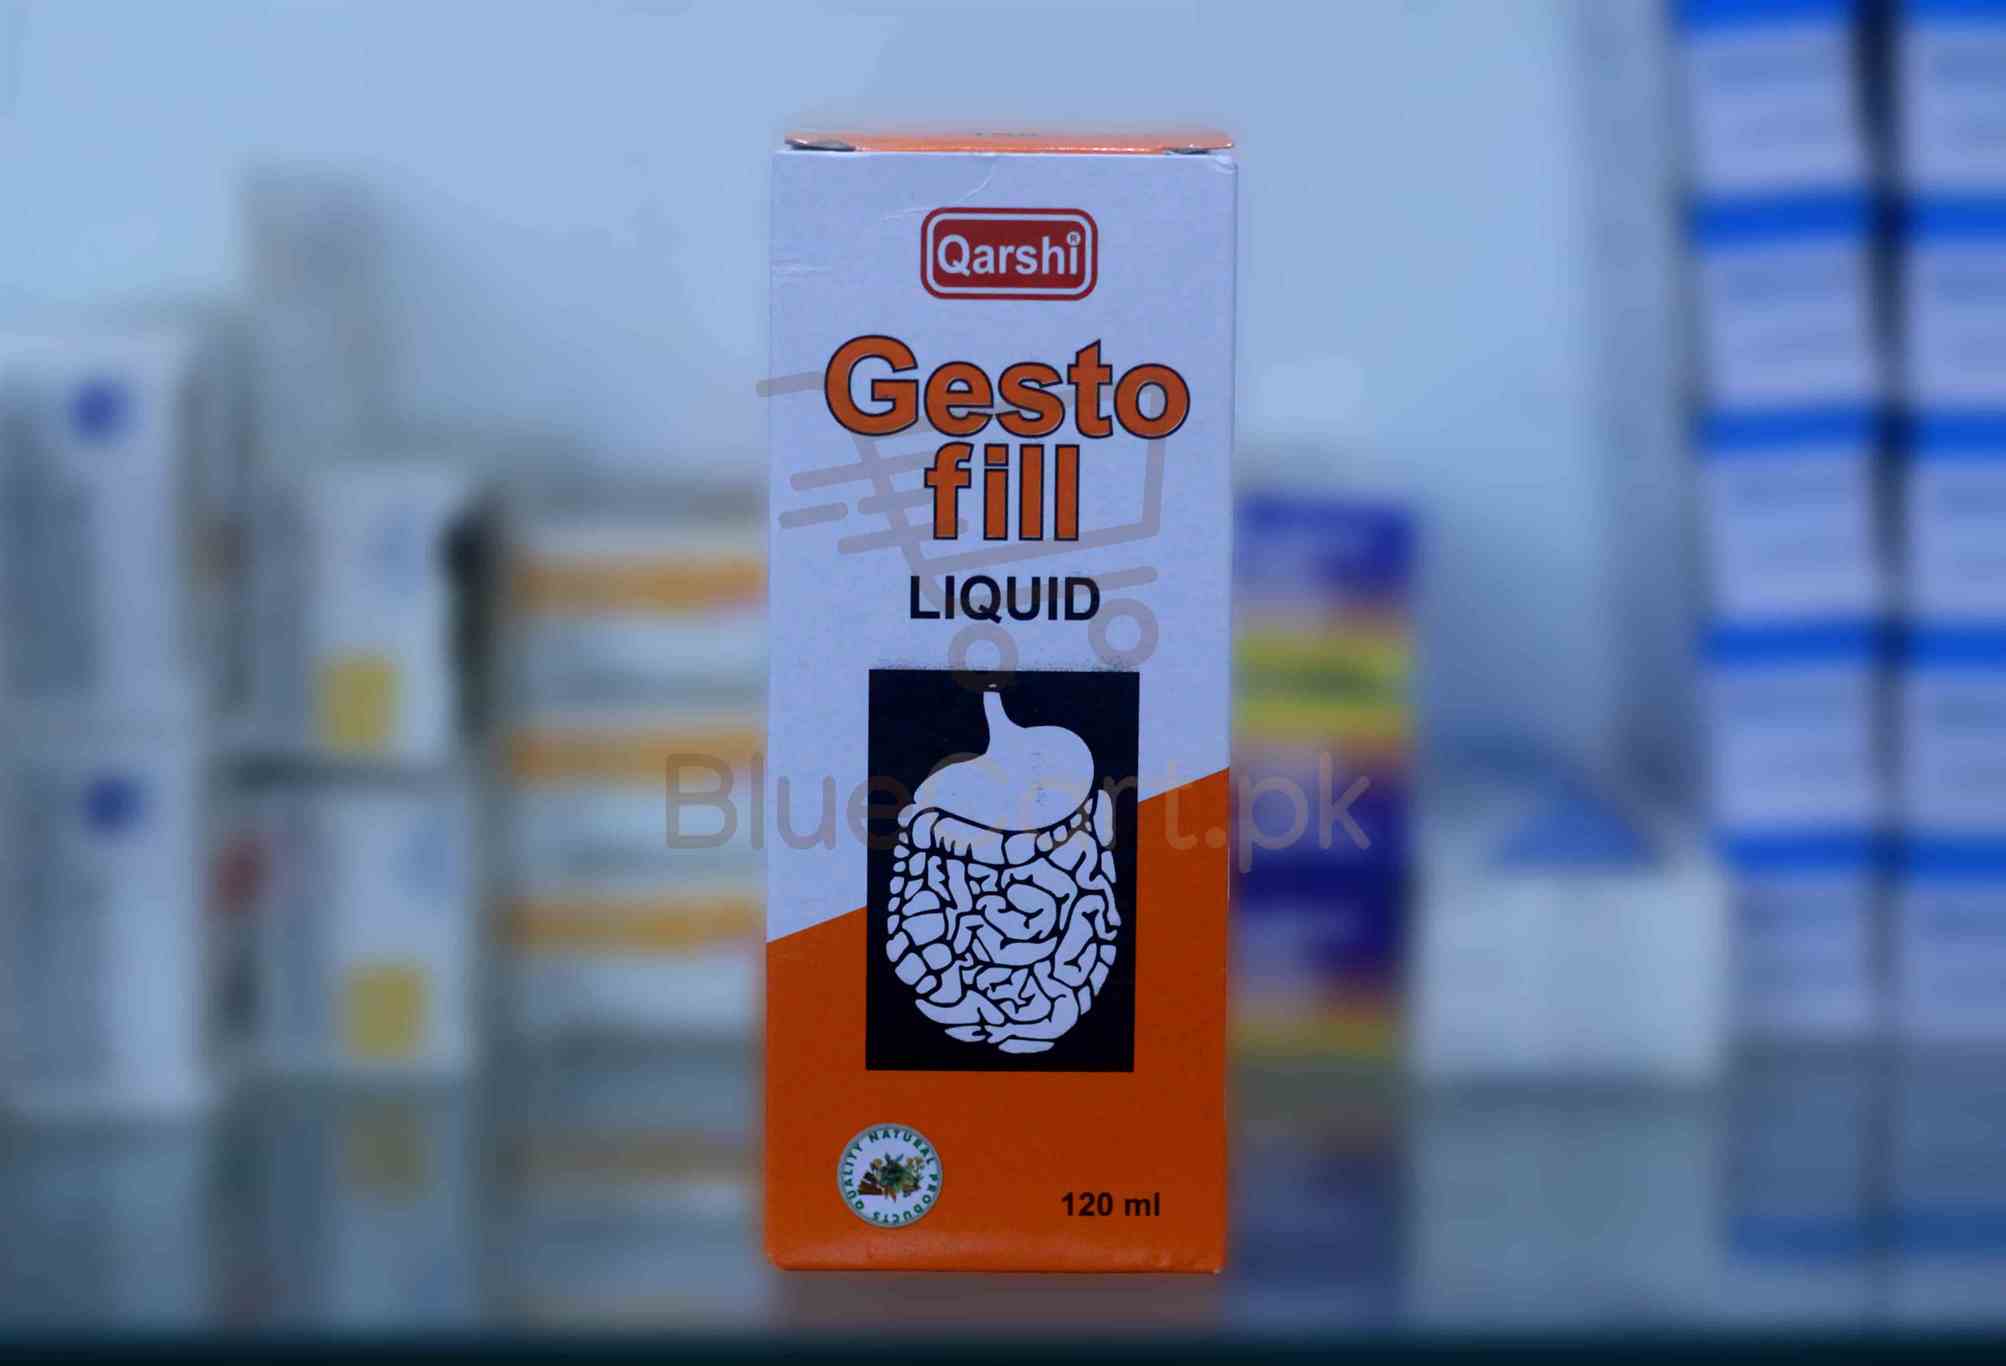 Qarshi®
Gesto
fill
LIQUID
BlueCart.pk
QUALITY NATURAL PRODUCTS
120 ml